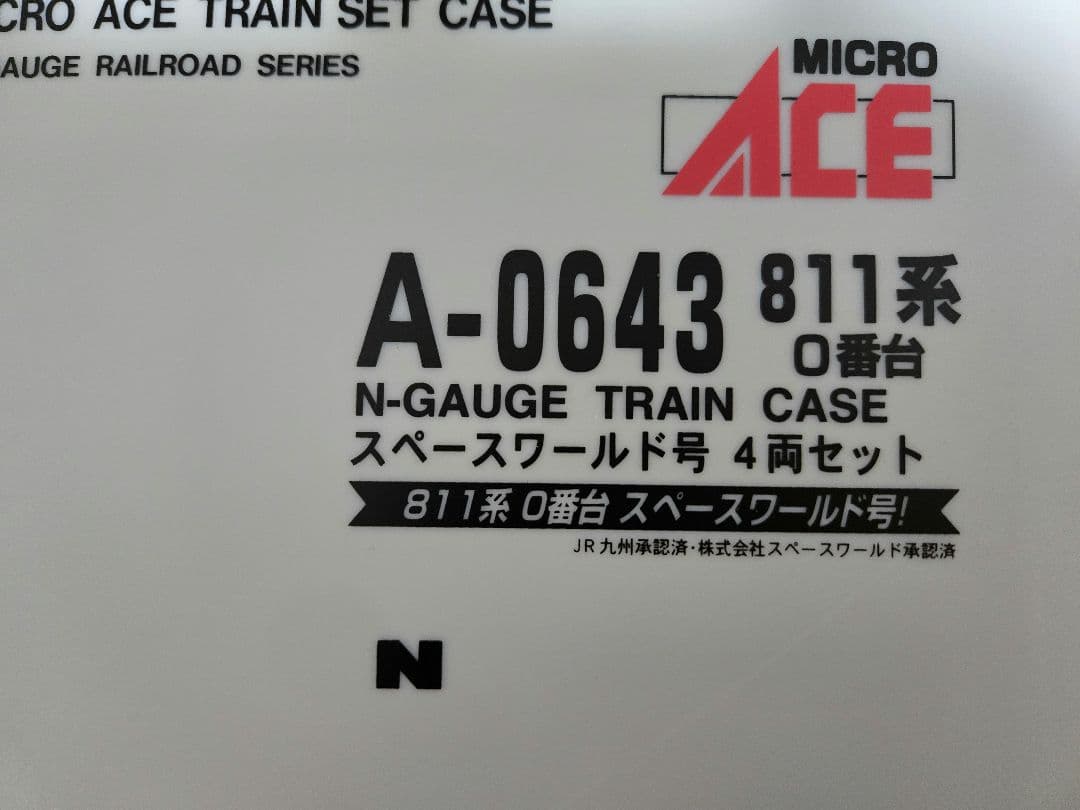 CRO ACE TRAIN SET CASE
AUGE RAILROAD SERIES
MICRO
ACE
A-0643 811系
0番台
N-GAUGE TRAIN CASE
スペースワールド号 4両セット
811系 0番台 スペースワールド号!
JR九州承認済・株式会社スペースワールド承認済
N